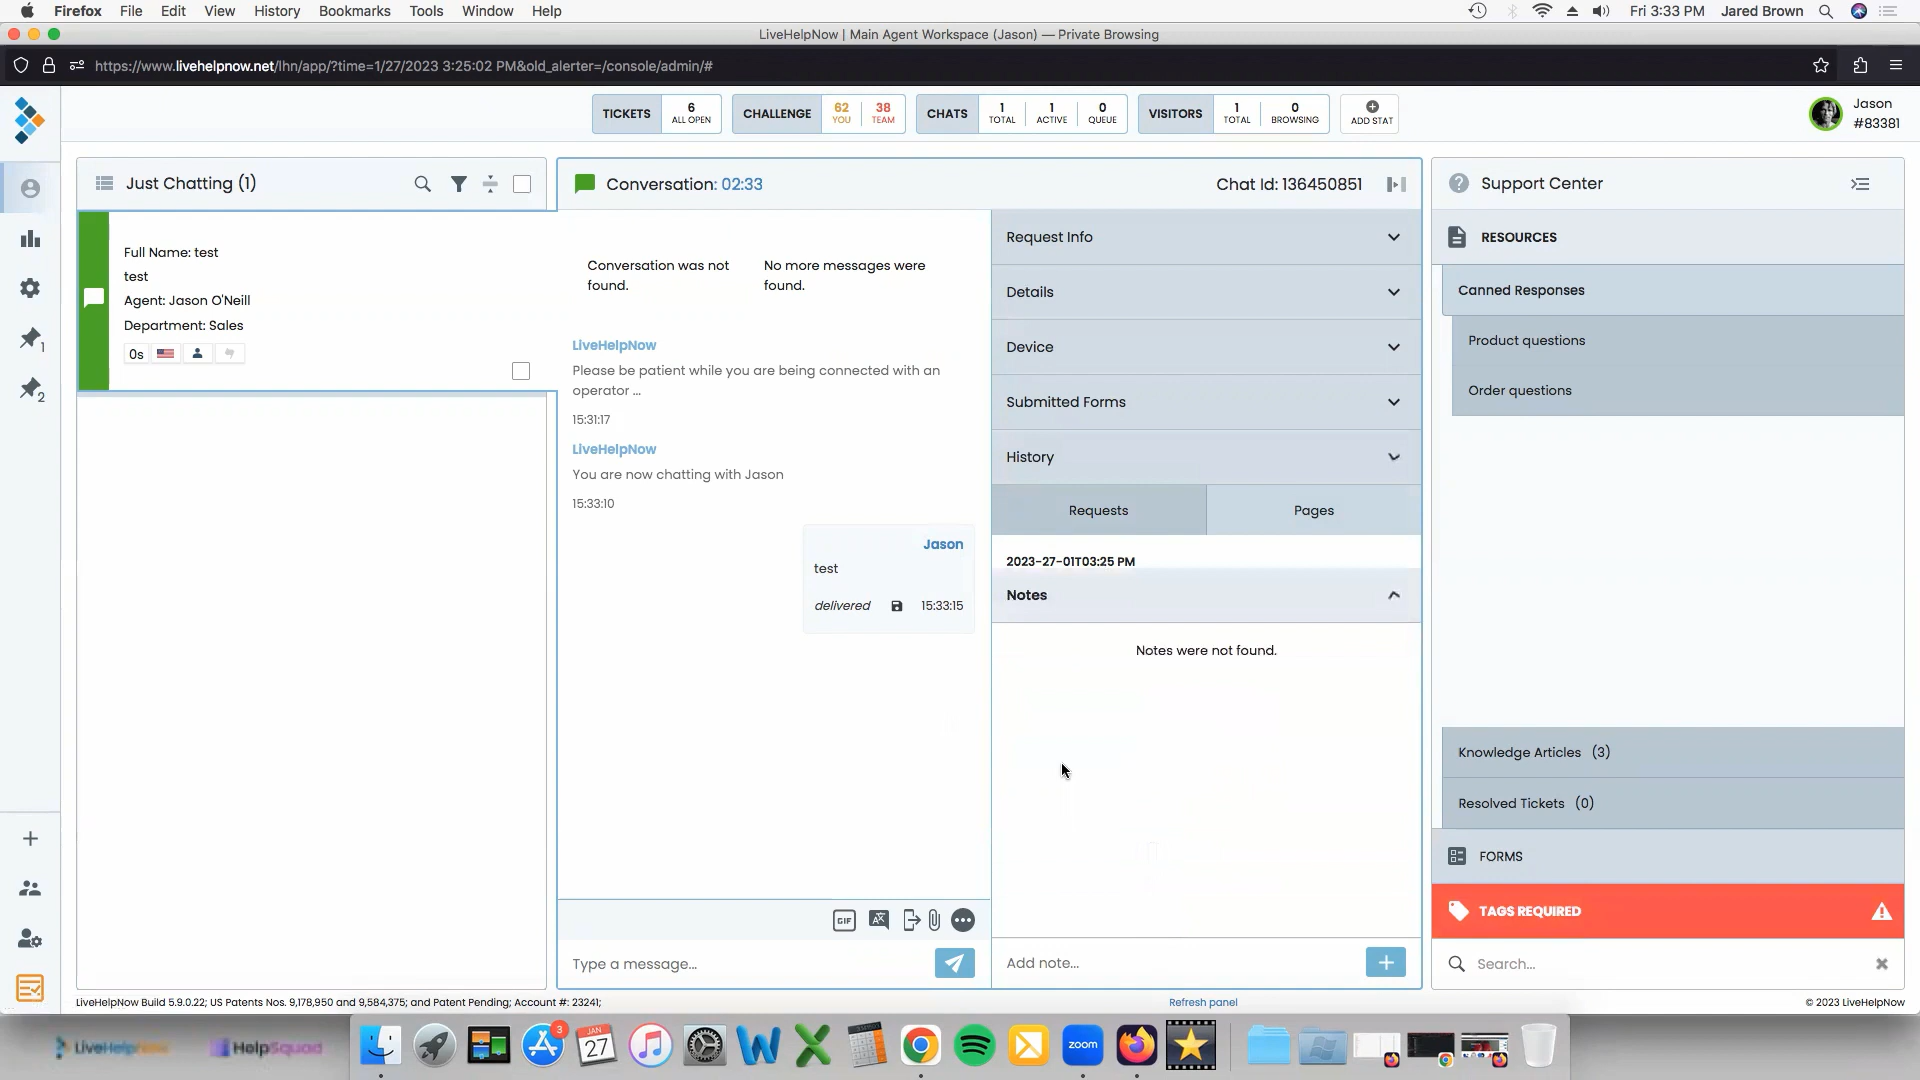 Firefox File Edit View History Bookmarks Tools Window Help
Fri 3:33 PM Jared Brown
LiveHelpNow | Main Agent Workspace (Jason) — Private Browsing
https://www.livehelpnow.net/lhn/app/?time=1/27/2023 3:25:02 PM&old_alerter=/console/admin/#
TICKETS 6 ALL OPEN
CHALLENGE 62 YOU 38 TEAM
CHATS 1 TOTAL 1 ACTIVE 0 QUEUE
VISITORS 1 TOTAL 0 BROWSING
ADD STAT
Jason
#83381
1
2
Just Chatting (1)
Full Name: test
test
Agent: Jason O'Neill
Department: Sales
0s
Conversation: 02:33
Chat Id: 136450851
Conversation was not
found.
No more messages were
found.
LiveHelpNow
Please be patient while you are being connected with an
operator ...
15:31:17
LiveHelpNow
You are now chatting with Jason
15:33:10
Jason
test
delivered 15:33:15
GIF
Type a message...
Request Info
Details
Device
Submitted Forms
History
Requests
Pages
2023-27-01T03:25 PM
Notes
Notes were not found.
Add note...
Support Center
RESOURCES
Canned Responses
Product questions
Order questions
Knowledge Articles (3)
Resolved Tickets (0)
FORMS
TAGS REQUIRED
Search...
LiveHelpNow Build 5.9.0.22; US Patents Nos. 9,178,950 and 9,584,375; and Patent Pending; Account #: 23241;
Refresh panel
© 2023 LiveHelpNow
LiveHelpNow
HelpSquad
3
JAN
27
zoom